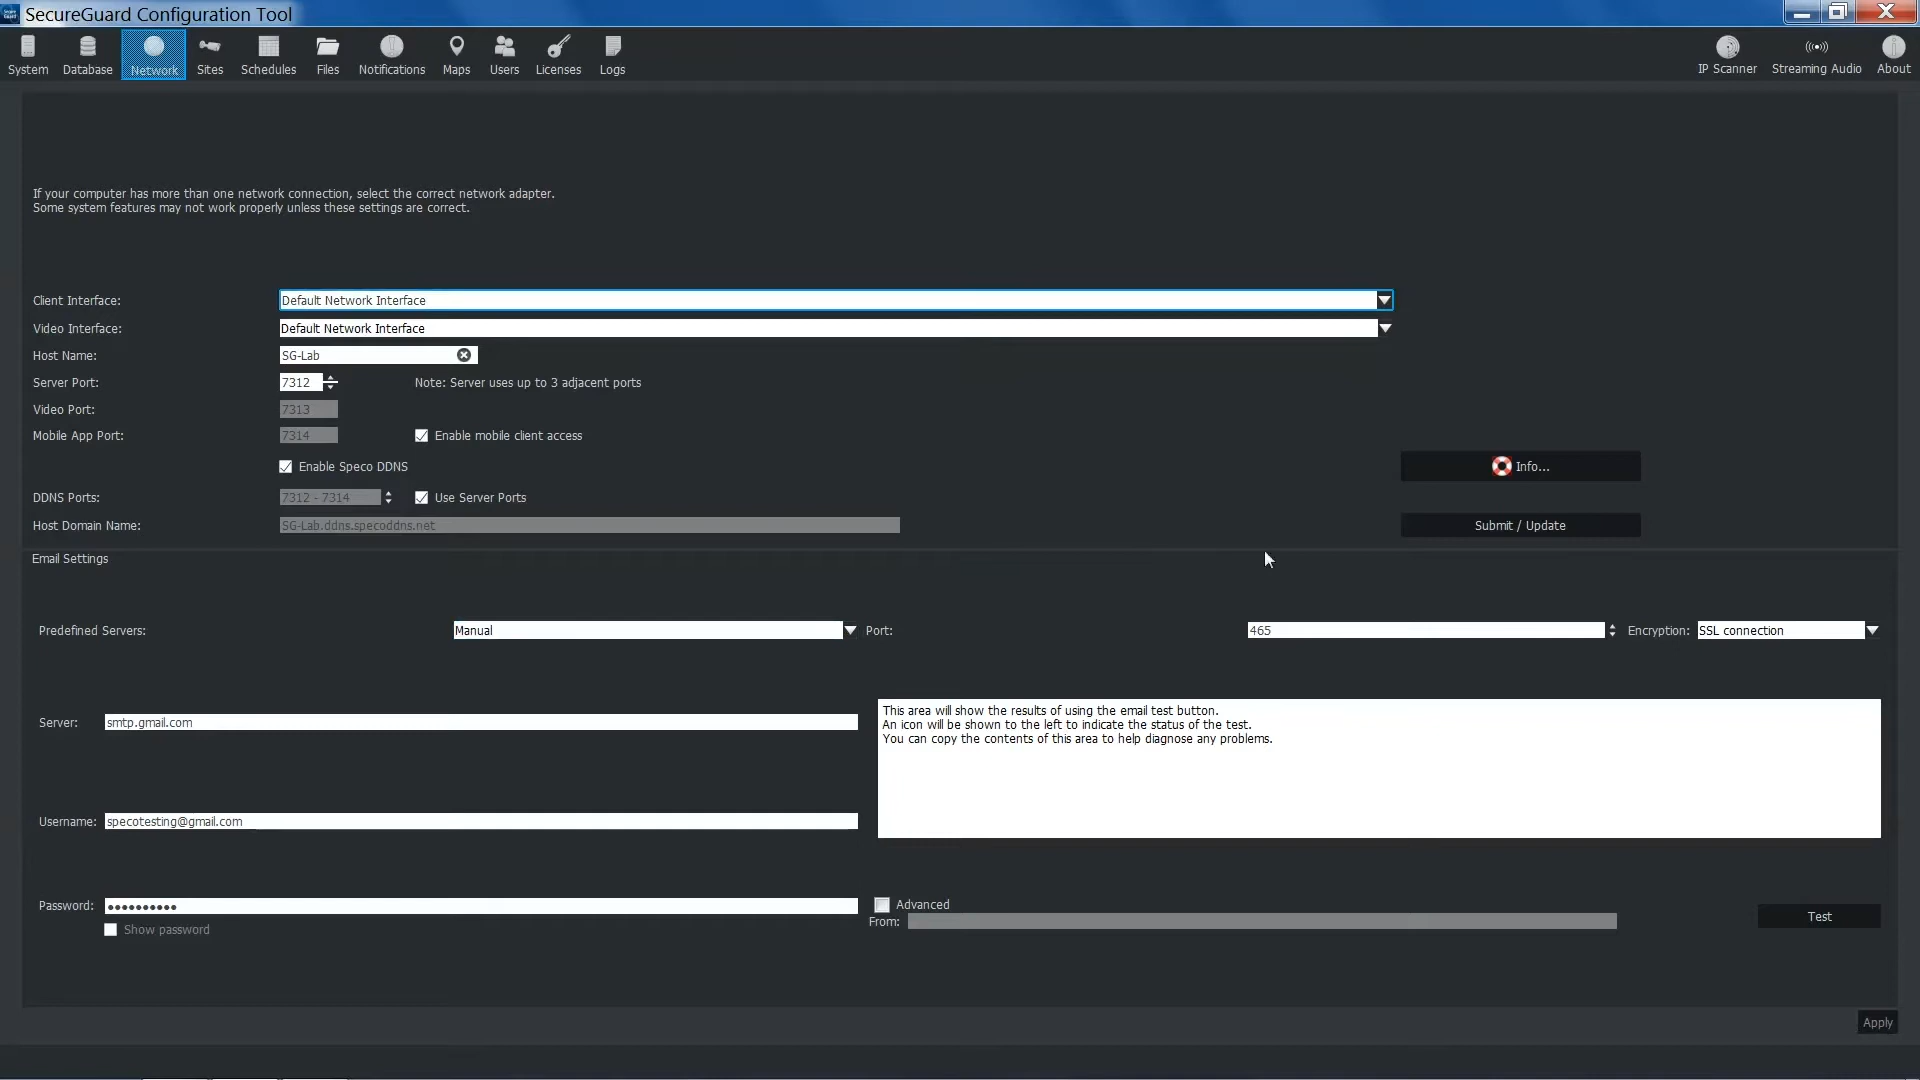 SecureGuard Configuration Tool
System Database Network Sites Schedules Files Notifications Maps Users Licenses Logs IP Scanner Streaming Audio About
If your computer has more than one network connection, select the correct network adapter.
Some system features may not work properly unless these settings are correct.
Client Interface: Default Network Interface
Video Interface: Default Network Interface
Host Name: SG-Lab
Server Port: 7312 Note: Server uses up to 3 adjacent ports
Video Port: 7313
Mobile App Port: 7314 Enable mobile client access
Enable Speco DDNS Info...
DDNS Ports: 7312 - 7314 Use Server Ports
Host Domain Name: SG-Lab.ddns.specoddns.net Submit / Update
Email Settings
Predefined Servers: Manual Port: 465 Encryption: SSL connection
This area will show the results of using the email test button.
Server: smtp.gmail.com An icon will be shown to the left to indicate the status of the test.
You can copy the contents of this area to help diagnose any problems.
Username: specotesting@gmail.com
Password: ●●●●●●●●●● Advanced
From: Test
Show password
Apply